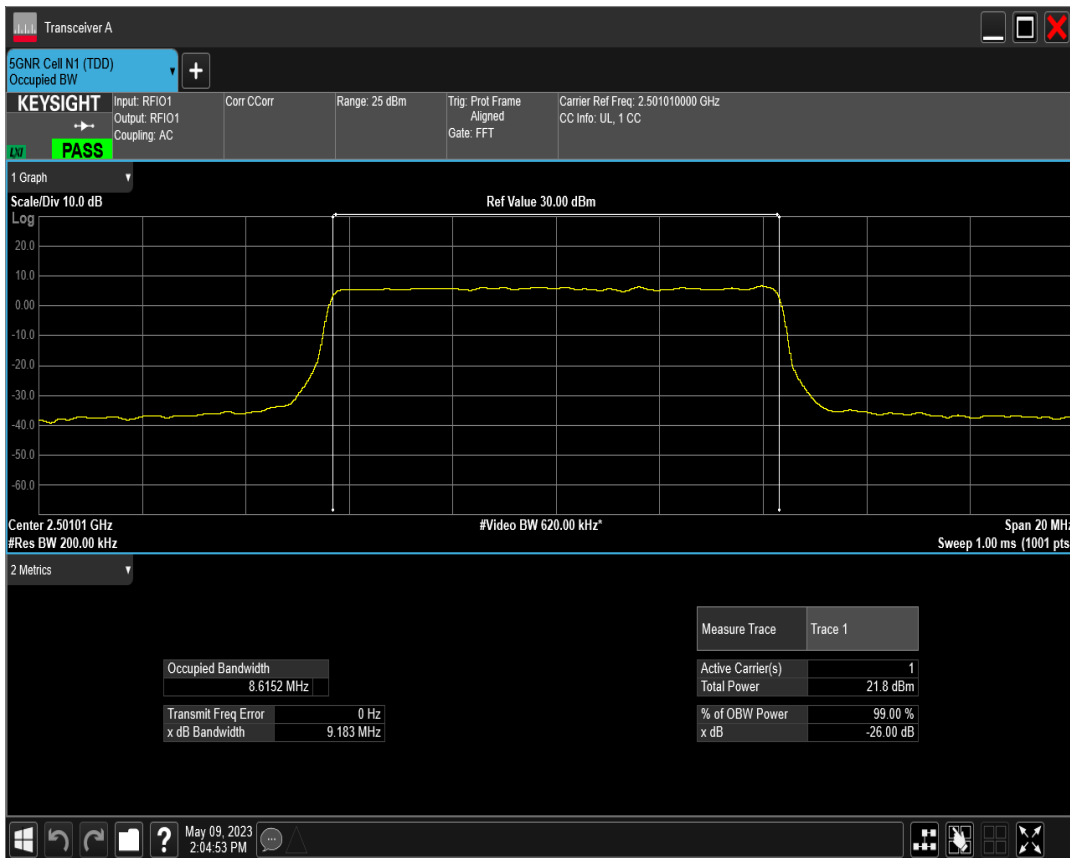 Transceiver A
5GNR Cell N1 (TDD)
Occupied BW
+
KEYSIGHT
LXI
PASS
Input: RFIO1
Output: RFIO1
Coupling: AC
Corr CCorr
Range: 25 dBm
Trig: Prot Frame
Aligned
Gate: FFT
Carrier Ref Freq: 2.501010000 GHz
CC Info: UL, 1 CC
1 Graph
Scale/Div 10.0 dB
Ref Value 30.00 dBm
Log
20.0
10.0
0.00
-10.0
-20.0
-30.0
-40.0
-50.0
-60.0
Center 2.50101 GHz
#Video BW 620.00 kHz*
Span 20 MHz
#Res BW 200.00 kHz
Sweep 1.00 ms (1001 pts
2 Metrics
Measure Trace Trace 1
Occupied Bandwidth
8.6152 MHz
Active Carrier(s) 1
Total Power 21.8 dBm
Transmit Freq Error 0 Hz
x dB Bandwidth 9.183 MHz
% of OBW Power 99.00 %
x dB -26.00 dB
?
May 09, 2023
2:04:53 PM